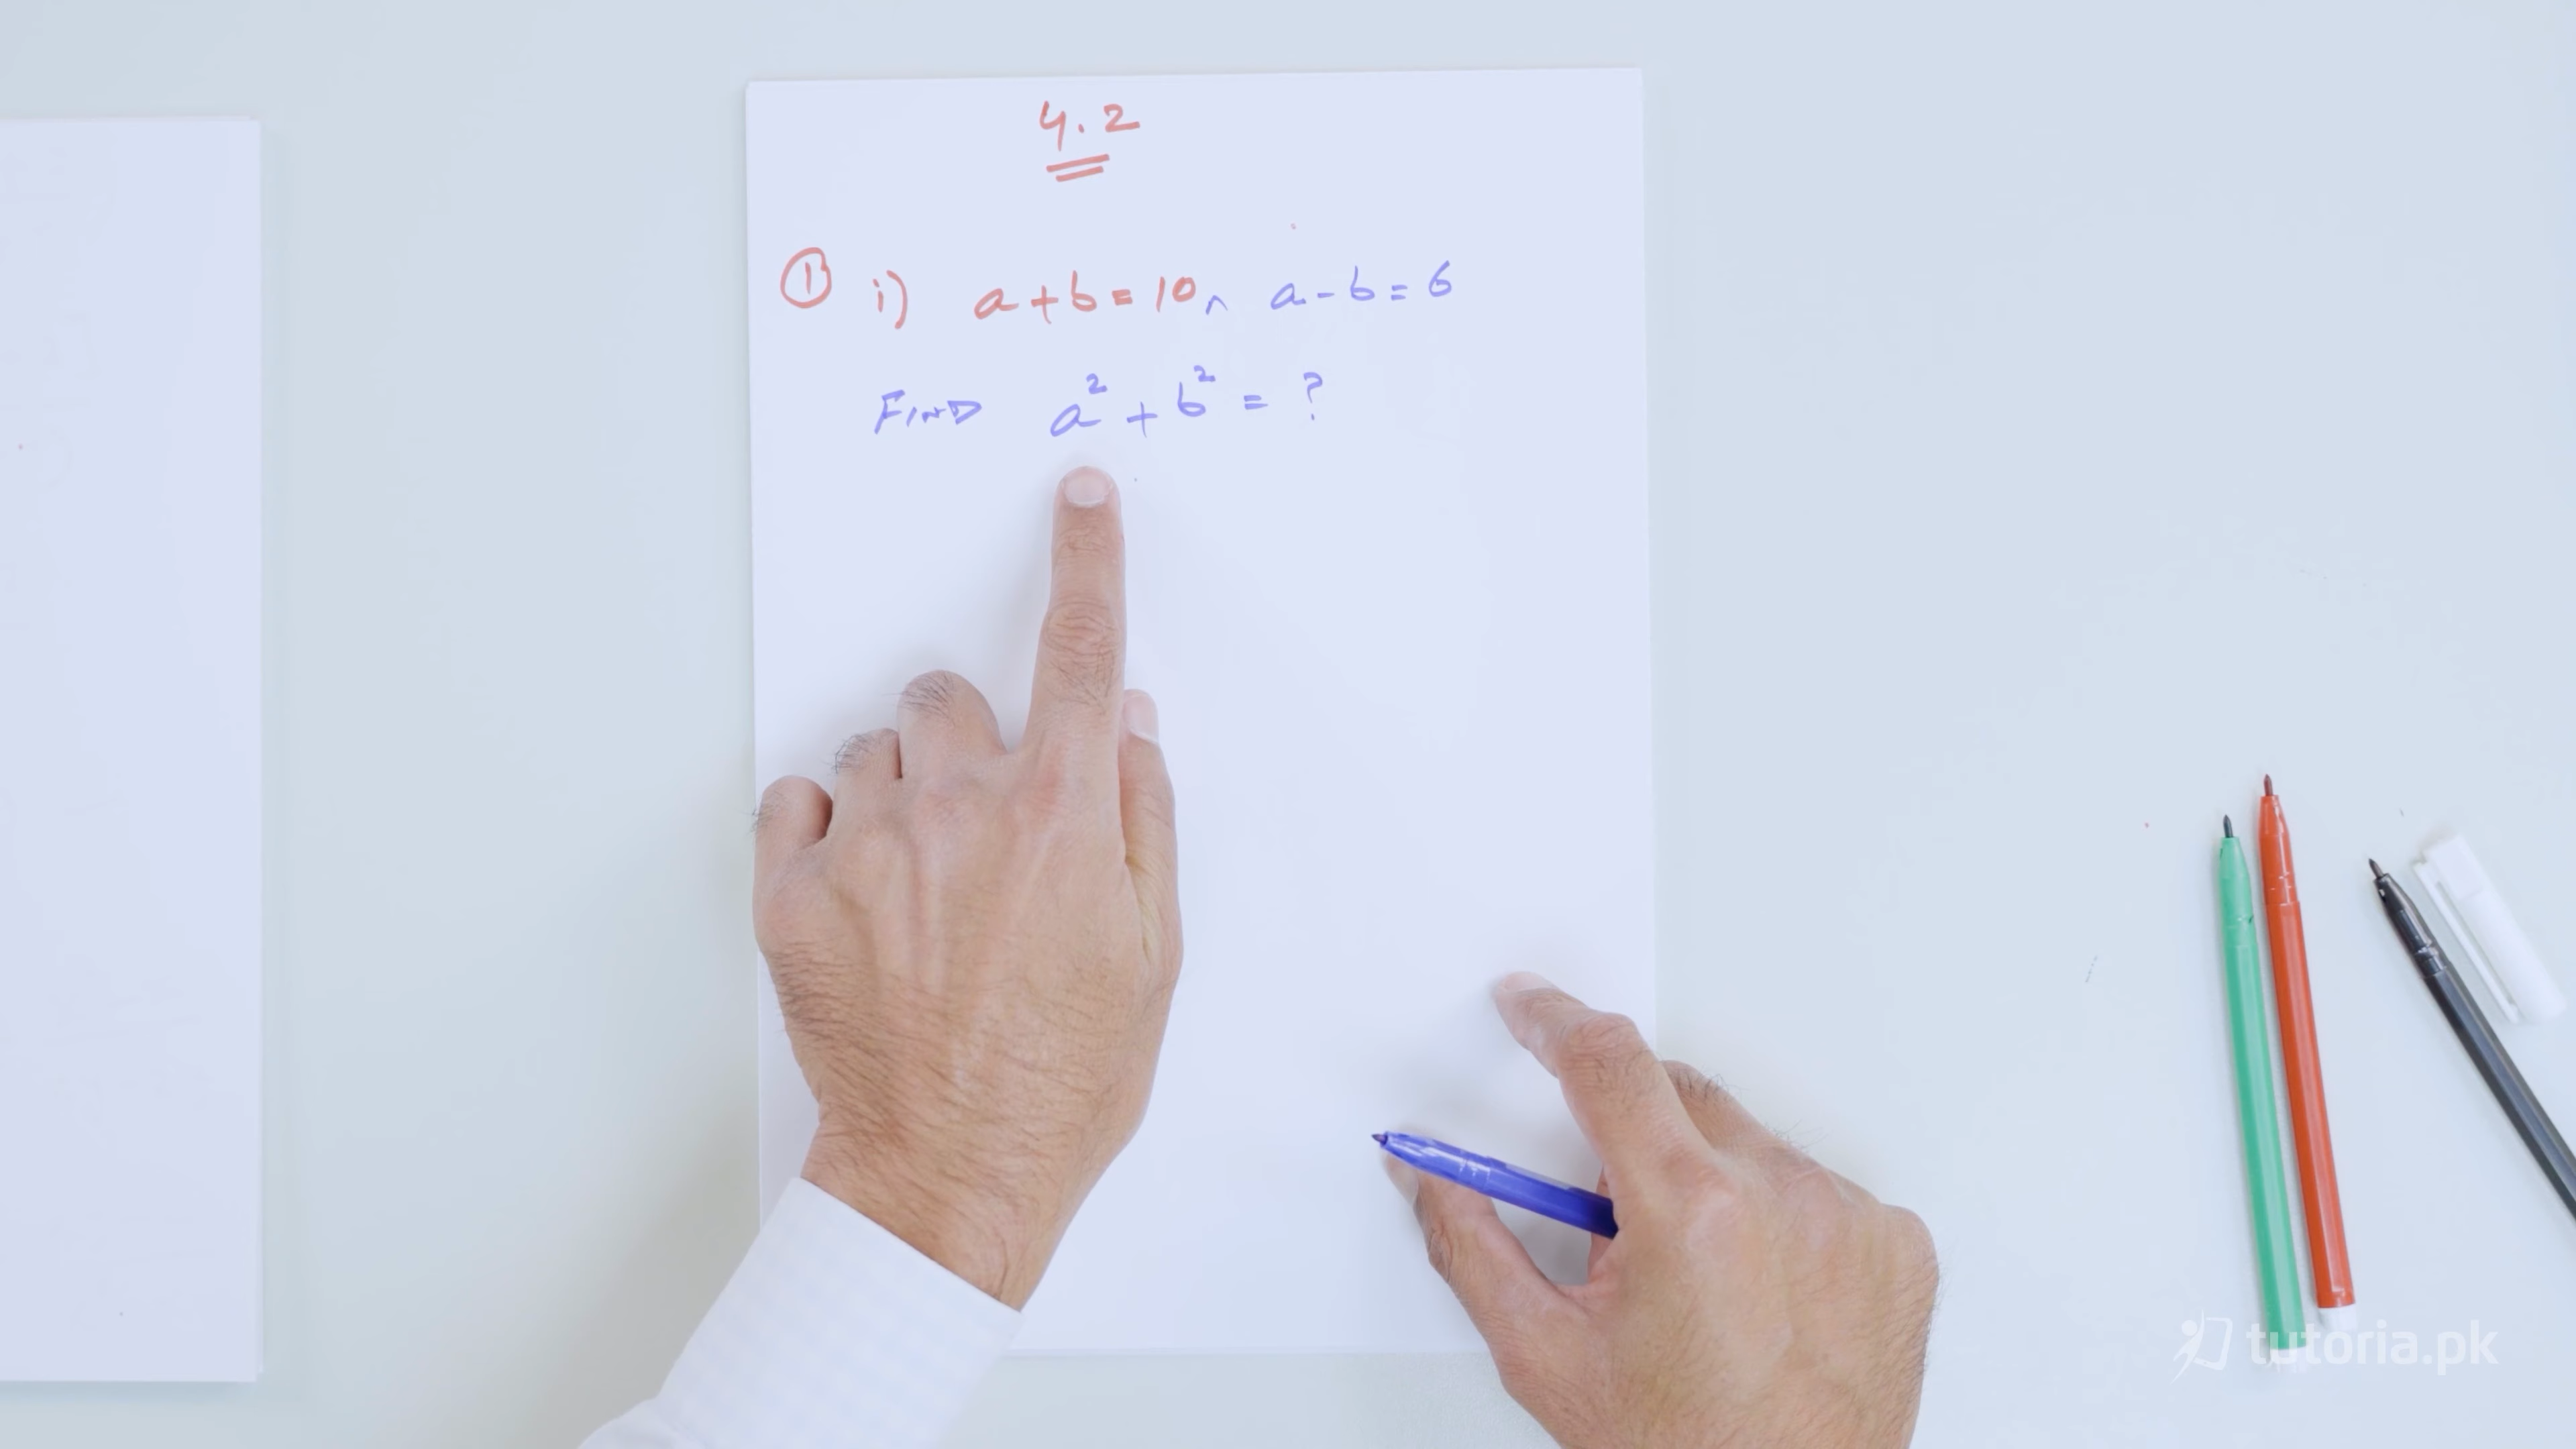 4.2
① i) a + b = 10 ∧ a - b = 6
FIND a² + b² = ?
tutoria.pk